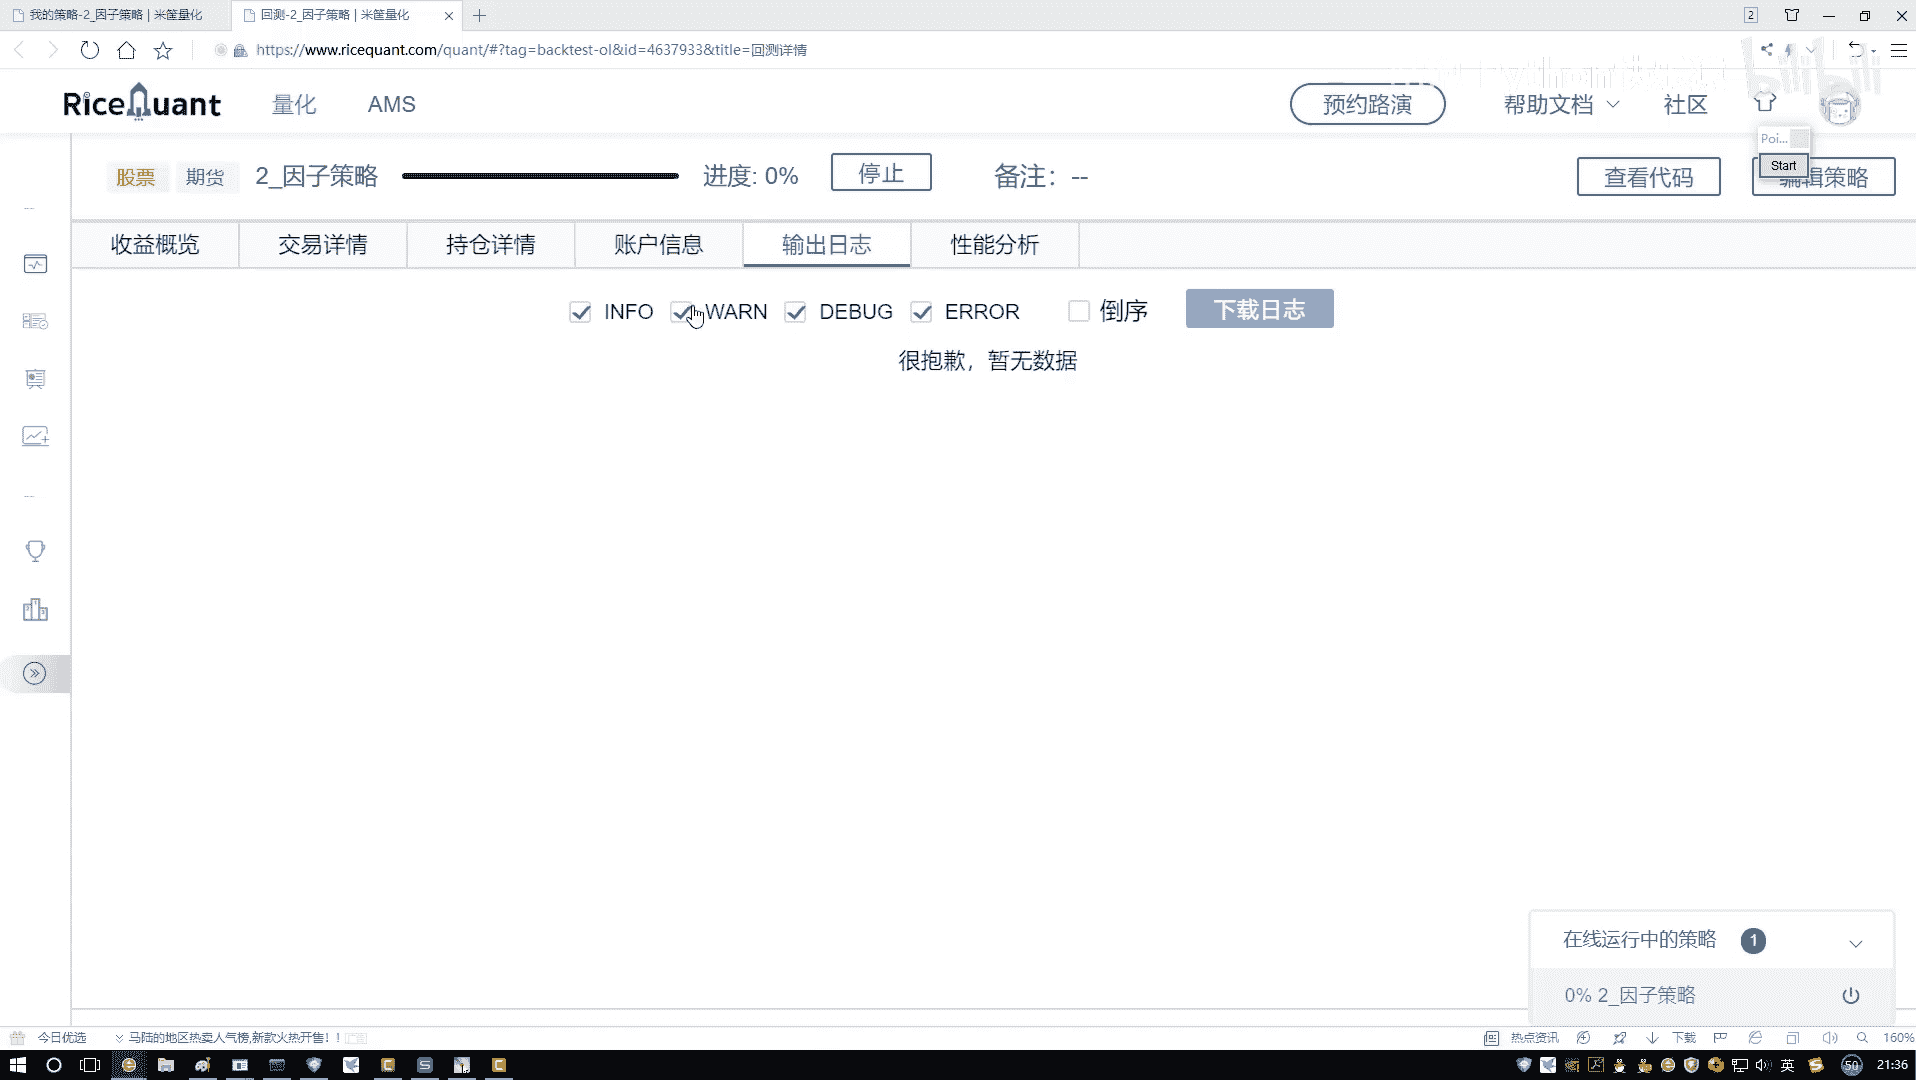 我的策略-2_因子策略 | 米筐量化
回测-2_因子策略 | 米筐量化
2
https://www.ricequant.com/quant/#?tag=backtest-ol&id=4637933&title=回测详情
RiceQuant
量化
AMS
预约路演
帮助文档
社区
Poi...
Start
股票
期货
2_因子策略
进度: 0%
停止
备注： --
查看代码
编辑策略
收益概览
交易详情
持仓详情
账户信息
输出日志
性能分析
INFO
WARN
DEBUG
ERROR
倒序
下载日志
很抱歉，暂无数据
在线运行中的策略
1
0% 2_因子策略
今日优选
马陆的地区热卖人气榜,新款火热开售！！
热点资讯
下载
160%
英
50
21:36